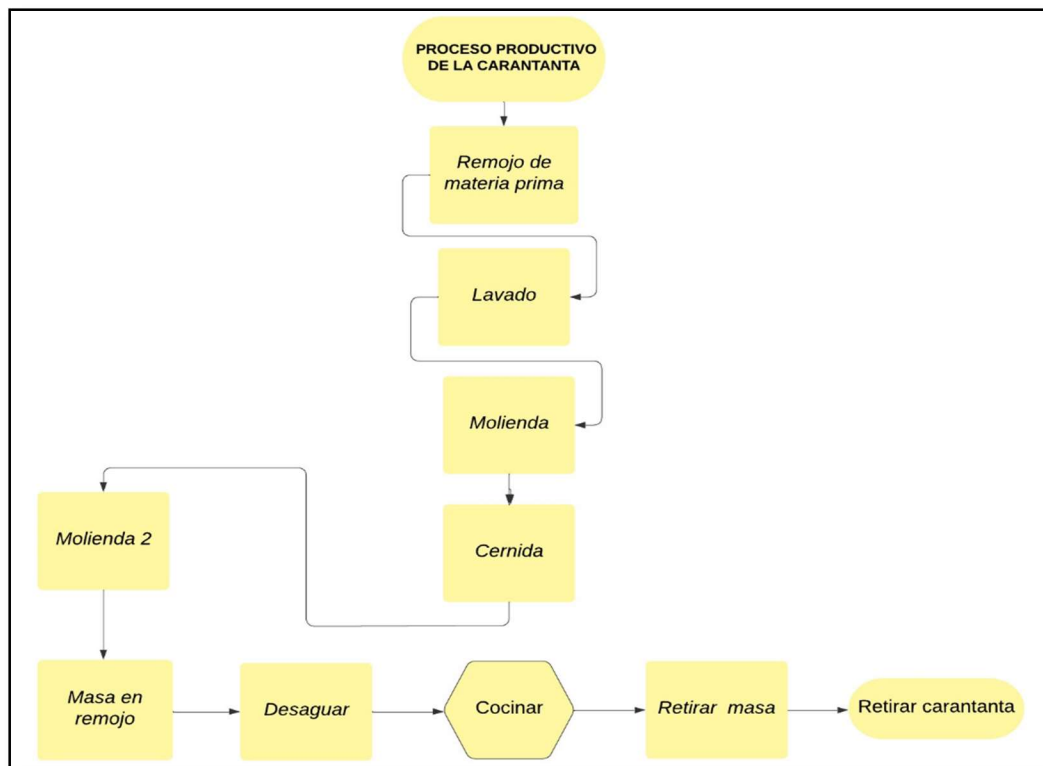 PROCESO PRODUCTIVO
DE LA CARANTANTA
Remojo de
materia prima
Lavado
Molienda
Cernida
Molienda 2
Masa en
remojo
Desaguar
Cocinar
Retirar masa
Retirar carantanta